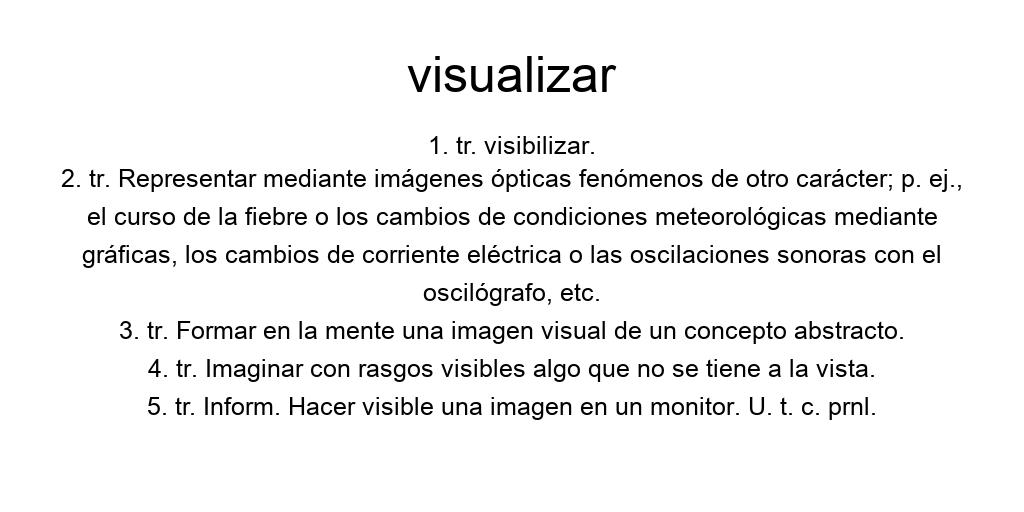 visualizar
1. tr. visibilizar.
2. tr. Representar mediante imágenes ópticas fenómenos de otro carácter; p. ej.,
el curso de la fiebre o los cambios de condiciones meteorológicas mediante
gráficas, los cambios de corriente eléctrica o las oscilaciones sonoras con el
oscilógrafo, etc.
3. tr. Formar en la mente una imagen visual de un concepto abstracto.
4. tr. Imaginar con rasgos visibles algo que no se tiene a la vista.
5. tr. Inform. Hacer visible una imagen en un monitor. U. t. c. prnl.